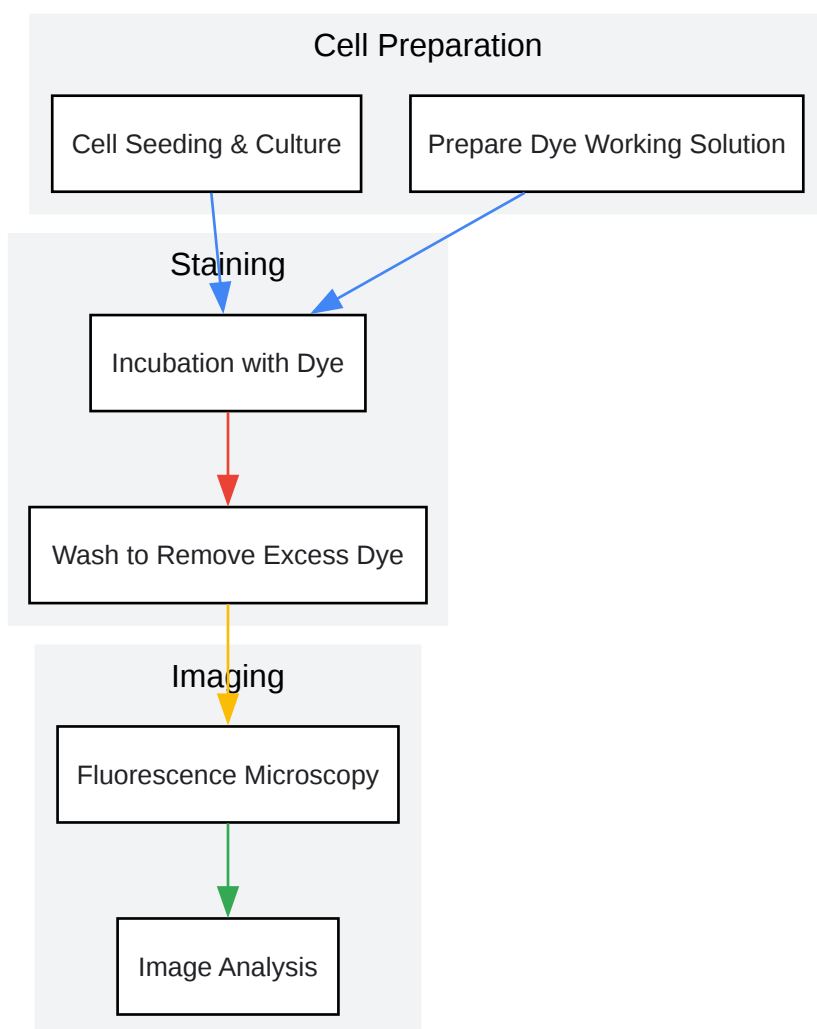 Cell Preparation
Cell Seeding & Culture
Prepare Dye Working Solution
Staining
Incubation with Dye
Wash to Remove Excess Dye
Imaging
Fluorescence Microscopy
Image Analysis